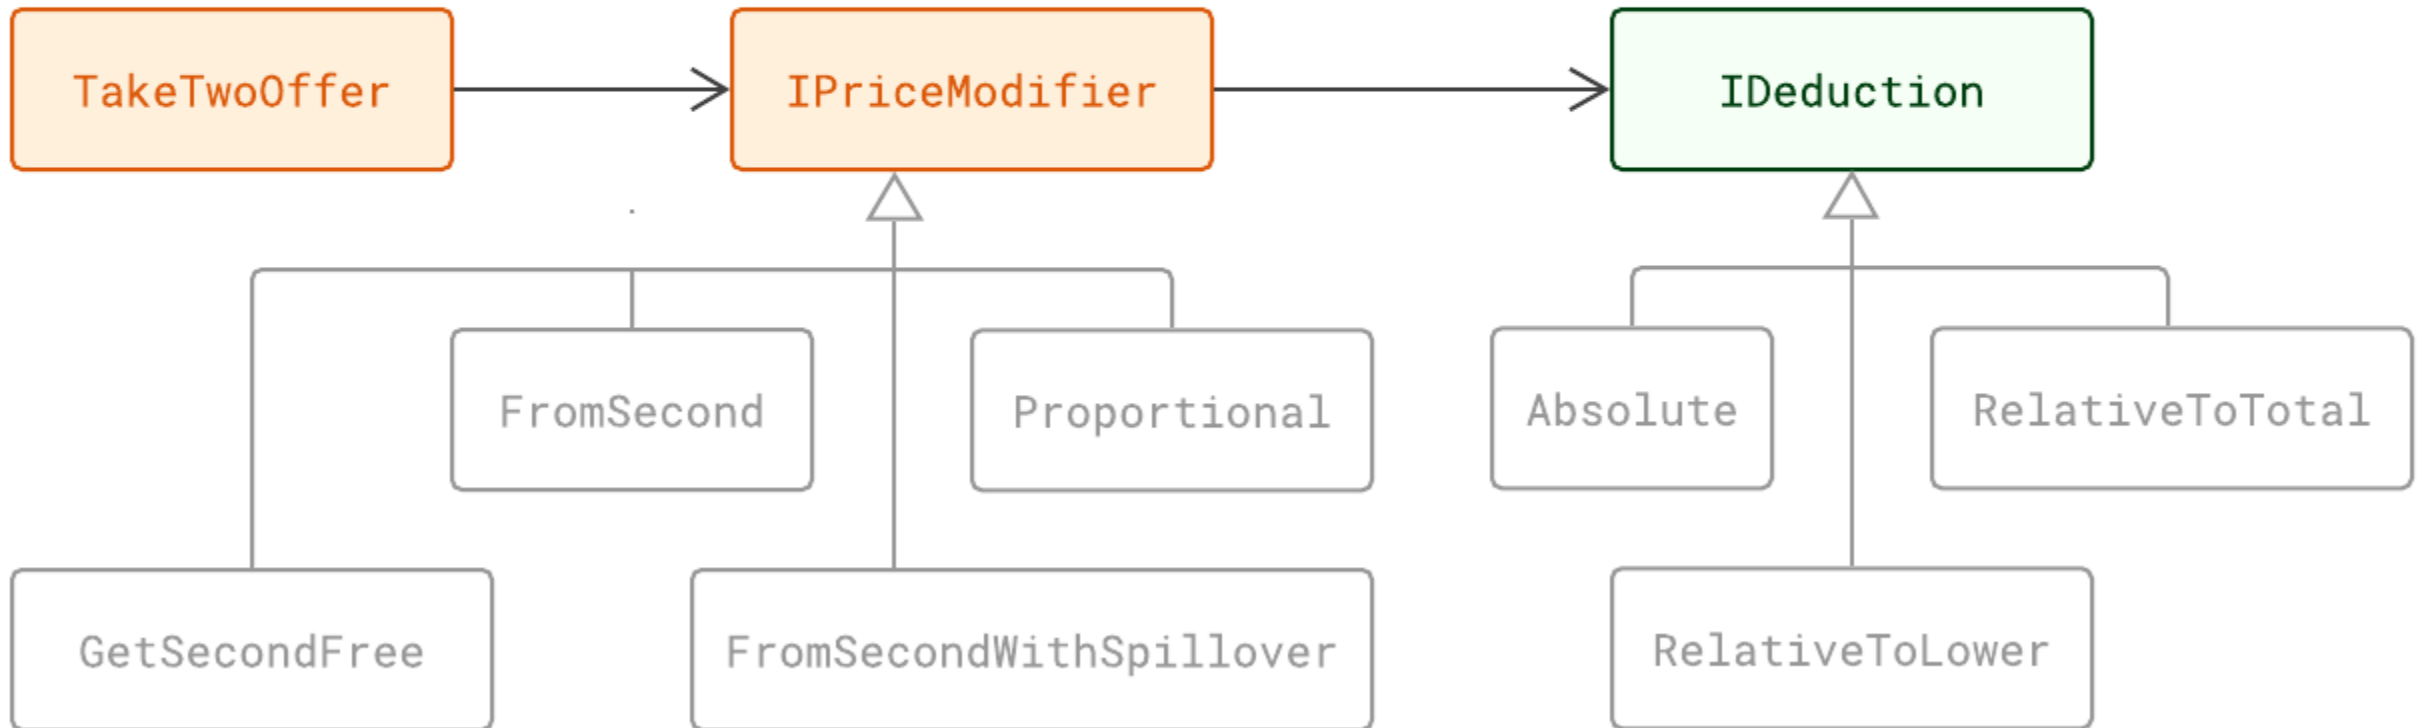 TakeTwoOffer
IPriceModifier
IDeduction
FromSecond
Proportional
Absolute
RelativeToTotal
GetSecondFree
FromSecondWithSpillover
RelativeToLower